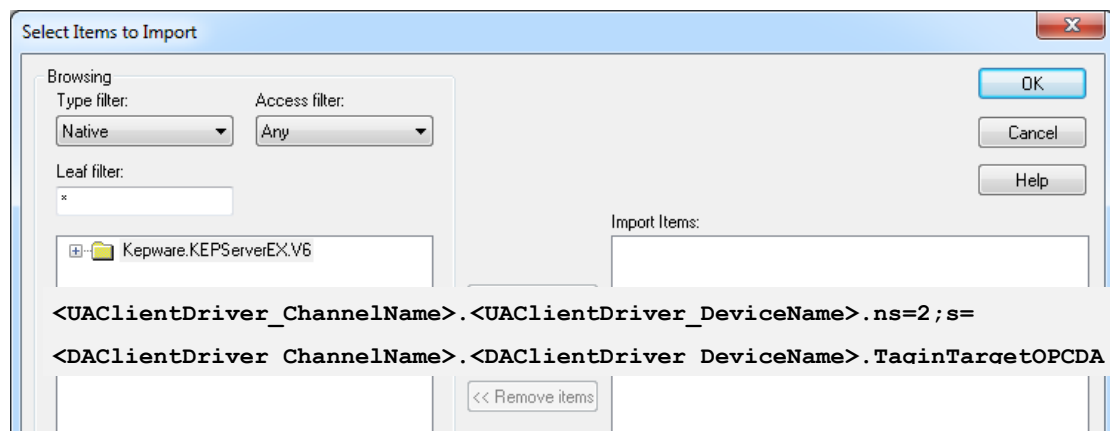 Select Items to Import
Browsing
Type filter:
Access filter:
Native
Any
Leaf filter:
*
OK
Cancel
Help
Import Items:
Kepware.KEPServerEX.V6
<UAClientDriver_ChannelName>.<UAClientDriver_DeviceName>.ns=2;s=
<DAClientDriver_ChannelName>.<DAClientDriver_DeviceName>.TaginTargetOPCDA
<< Remove items